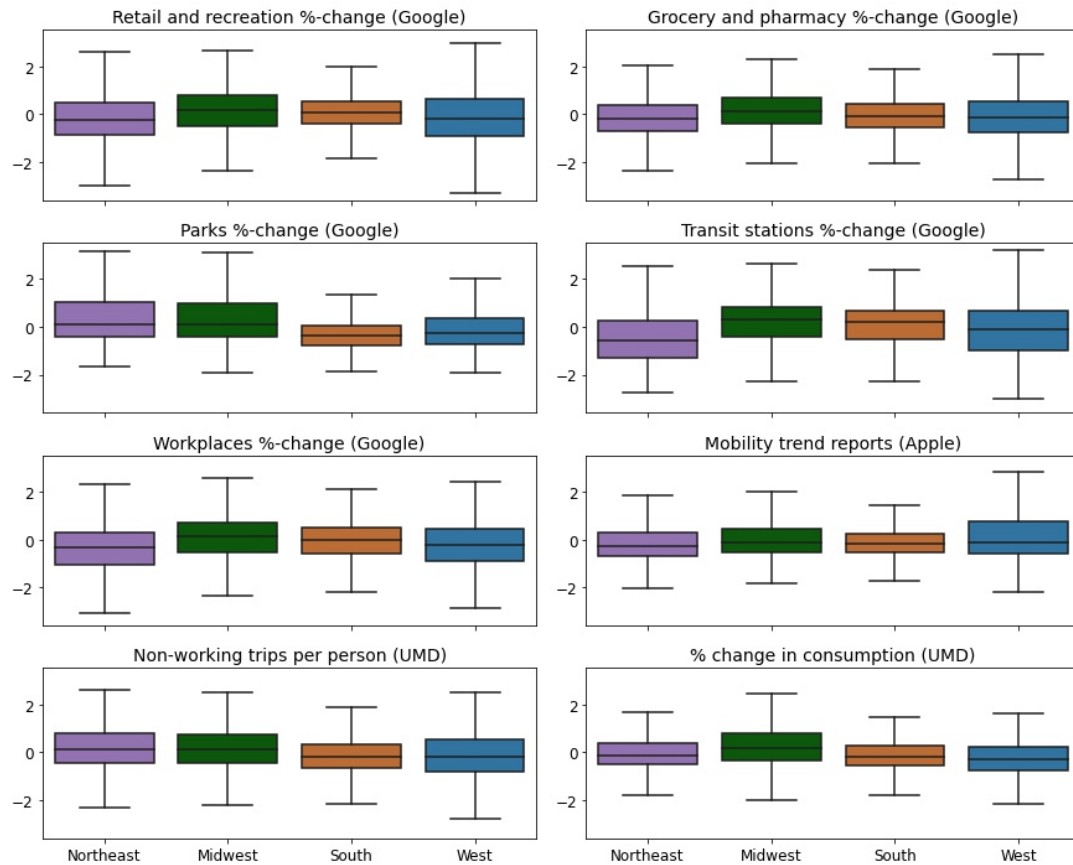 Retail and recreation %-change (Google)
Grocery and pharmacy %-change (Google)
2
0
−2
2
0
−2
Parks %-change (Google)
Transit stations %-change (Google)
2
0
−2
2
0
−2
Workplaces %-change (Google)
Mobility trend reports (Apple)
2
0
−2
2
0
−2
Non-working trips per person (UMD)
% change in consumption (UMD)
2
0
−2
2
0
−2
Northeast Midwest South West
Northeast Midwest South West